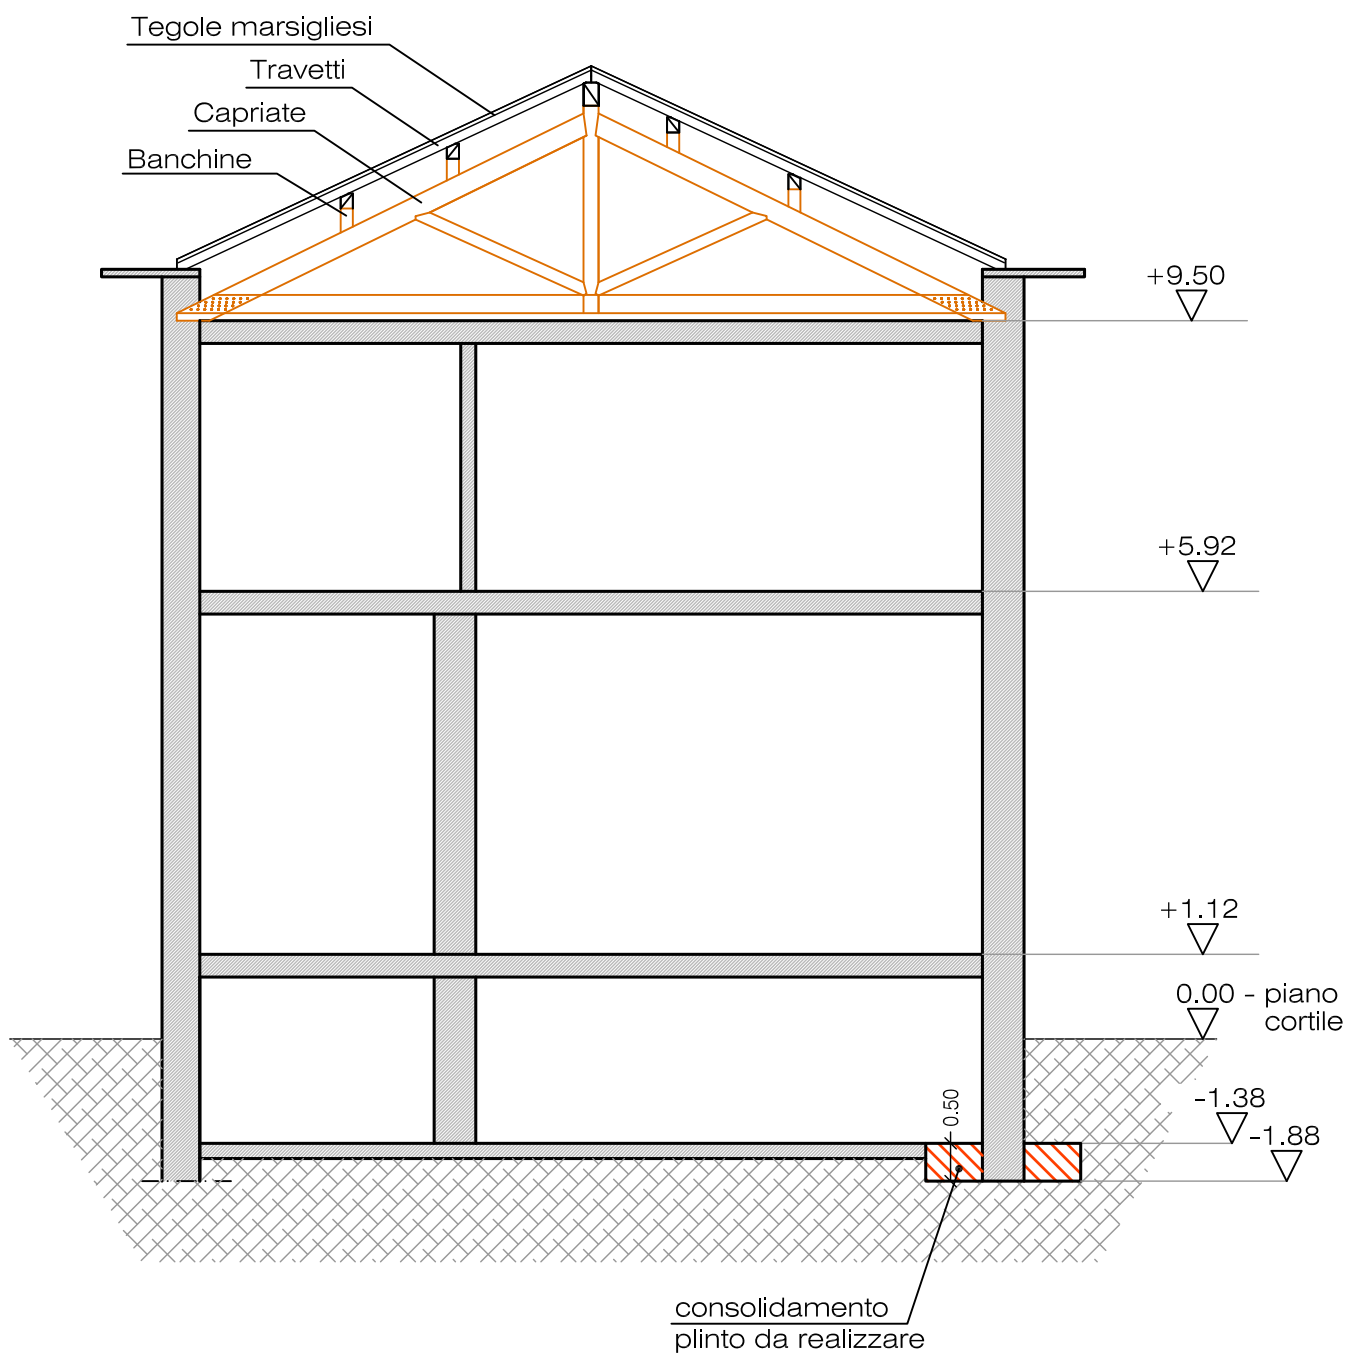 Tegole marsigliesi
Travetti
Capriate
Banchine
+9.50
+5.92
+1.12
0.00 - piano
cortile
-1.38
-1.88
0.50
consolidamento
plinto da realizzare